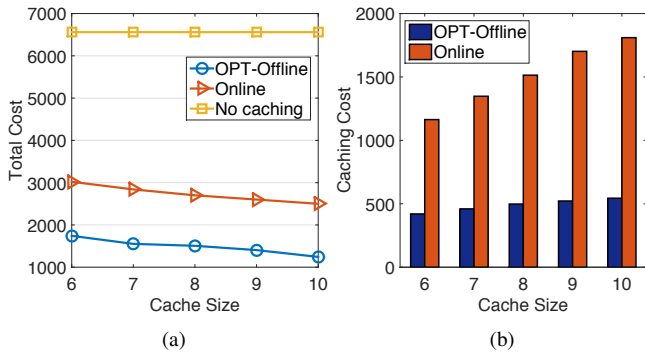 7000
6000
5000
4000
3000
2000
1000
Total Cost
OPT-Offline
Online
No caching
6 7 8 9 10
Cache Size
(a)
2000
1500
1000
500
0
Caching Cost
OPT-Offline
Online
6 7 8 9 10
Cache Size
(b)